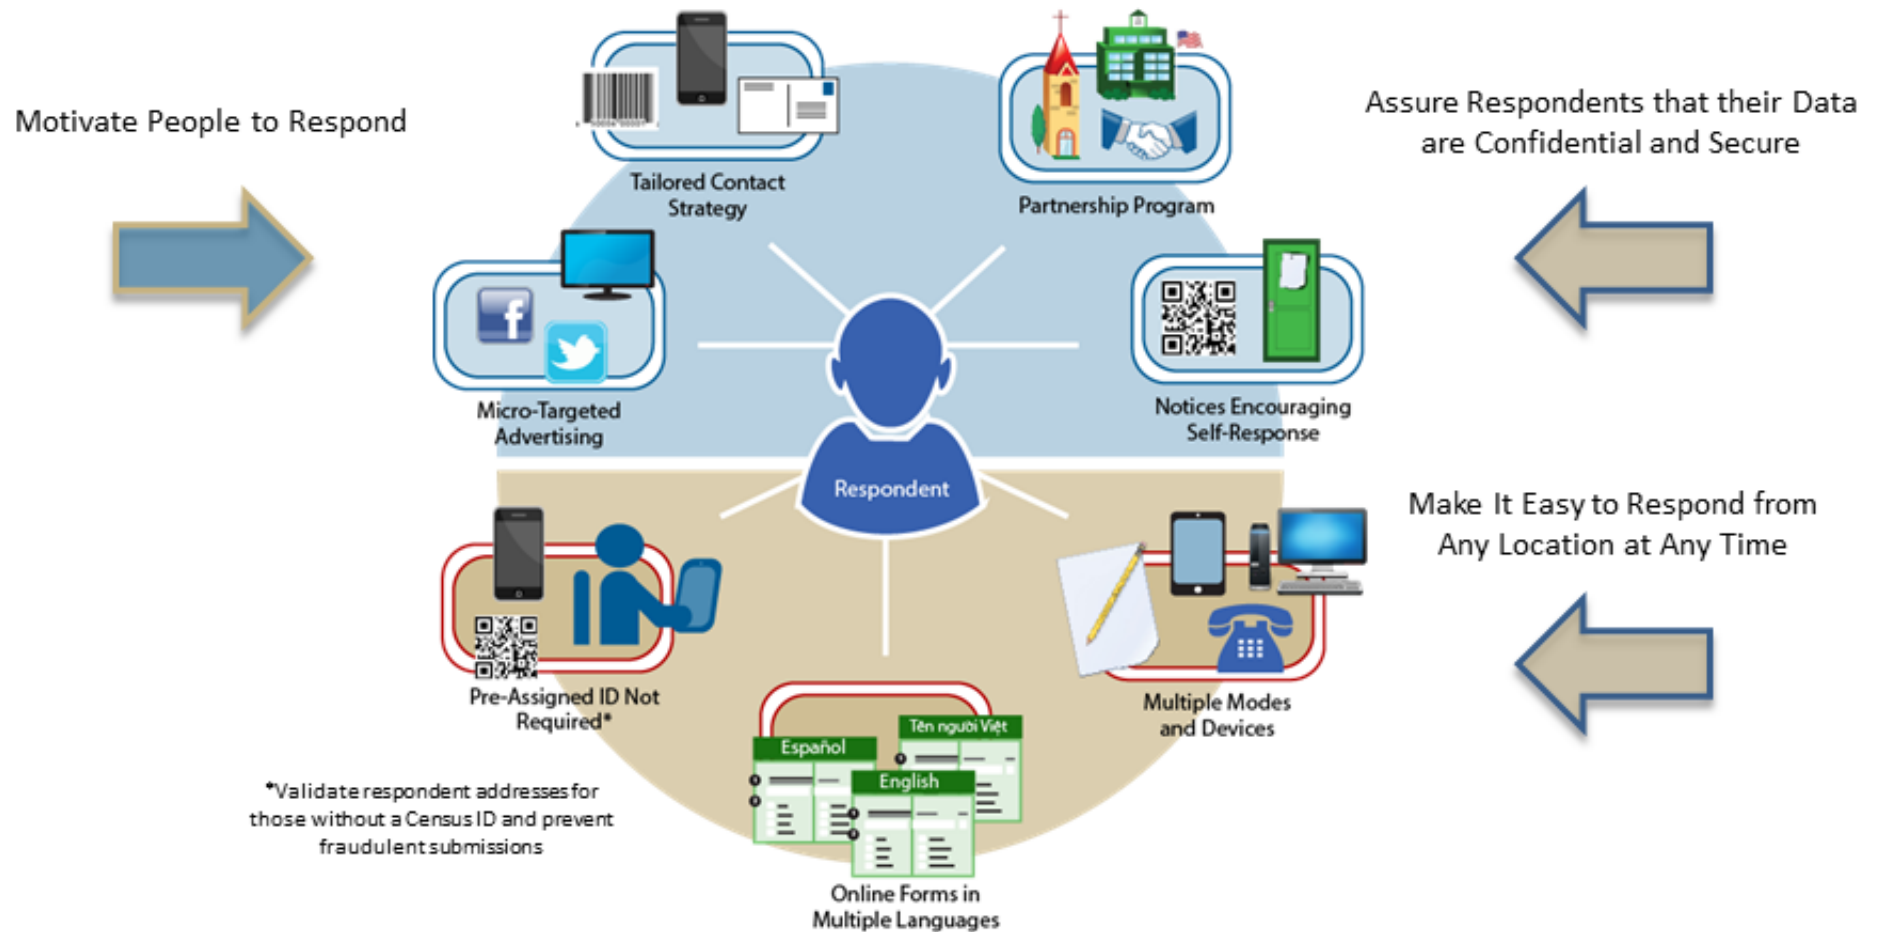 Motivate People to Respond
Assure Respondents that their Data
are Confidential and Secure
Tailored Contact
Strategy
Partnership Program
f
Micro-Targeted
Advertising
Notices Encouraging
Self-Response
Respondent
Make It Easy to Respond from
Any Location at Any Time
Pre-Assigned ID Not
Required*
Multiple Modes
and Devices
Tên người Việt
Español
English
*Validate respondent addresses for
those without a Census ID and prevent
fraudulent submissions
Online Forms in
Multiple Languages